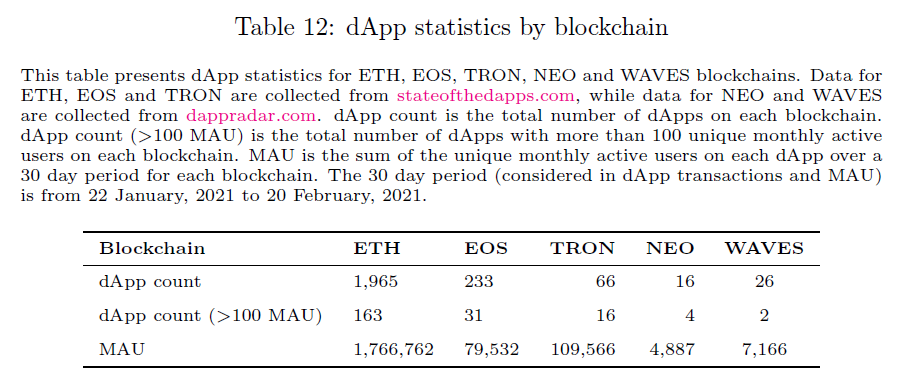 Table 12: dApp statistics by blockchain
This table presents dApp statistics for ETH, EOS, TRON, NEO and WAVES blockchains. Data for
ETH, EOS and TRON are collected from stateofthedapps.com, while data for NEO and WAVES
are collected from dappradar.com. dApp count is the total number of dApps on each blockchain.
dApp count (>100 MAU) is the total number of dApps with more than 100 unique monthly active
users on each blockchain. MAU is the sum of the unique monthly active users on each dApp over a
30 day period for each blockchain. The 30 day period (considered in dApp transactions and MAU)
is from 22 January, 2021 to 20 February, 2021.
Blockchain ETH EOS TRON NEO WAVES
dApp count 1,965 233 66 16 26
dApp count (>100 MAU) 163 31 16 4 2
MAU 1,766,762 79,532 109,566 4,887 7,166